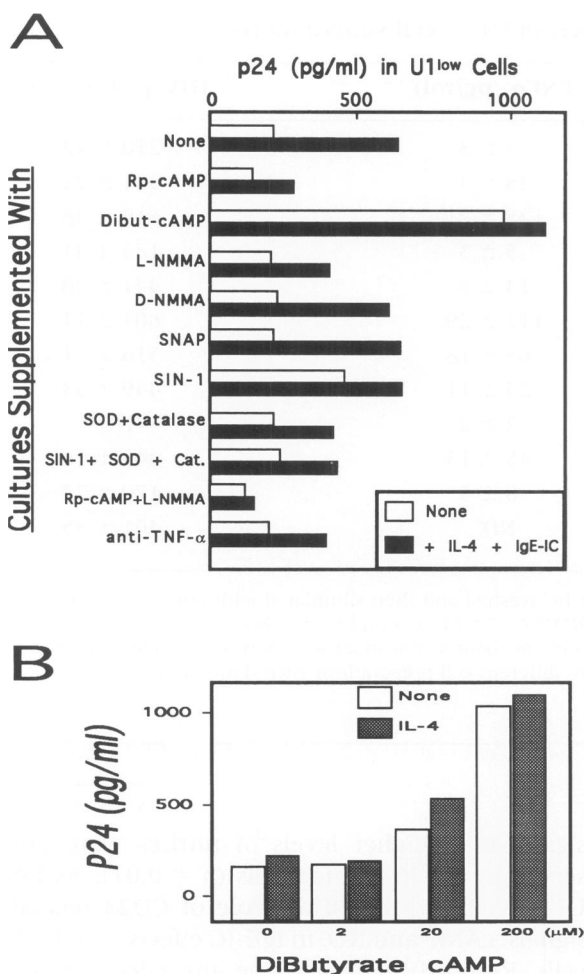 A
p24 (pg/ml) in U1low Cells
0 500 1000
Cultures Supplemented With
None
Rp-cAMP
Dibut-cAMP
L-NMMA
D-NMMA
SNAP
SIN-1
SOD+Catalase
SIN-1+ SOD + Cat.
Rp-cAMP+L-NMMA
anti-TNF-α
None
+ IL-4 + IgE-IC
B
None
IL-4
P24 (pg/ml)
1000
500
0
0 2 20 200 (μM)
DiButyrate cAMP